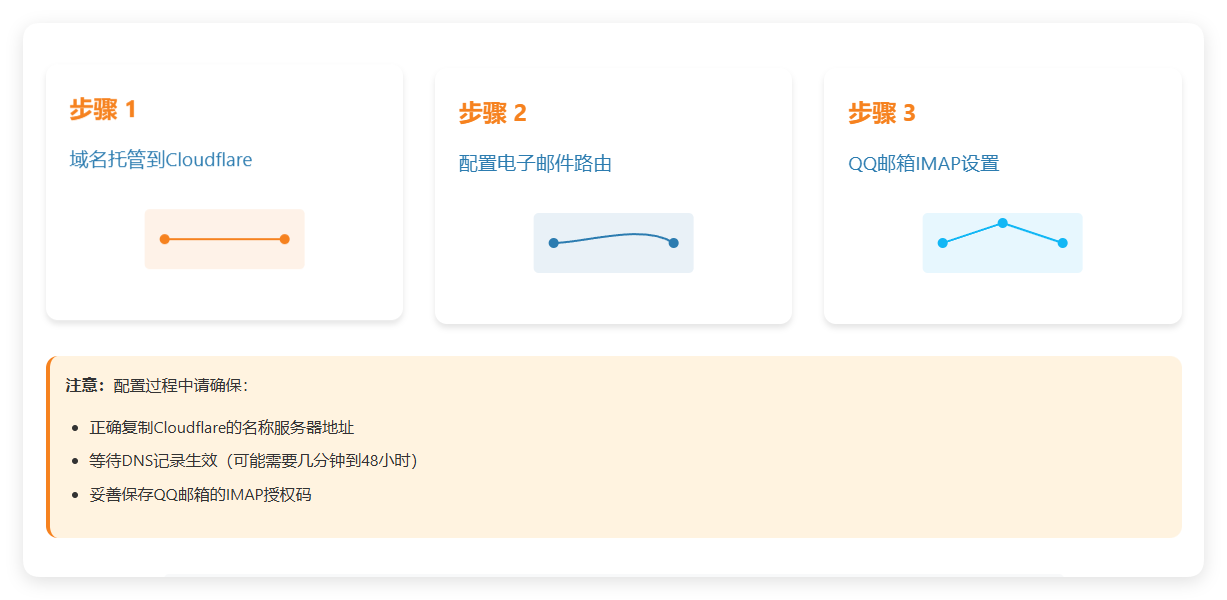 步骤 1
域名托管到Cloudflare
步骤 2
配置电子邮件路由
步骤 3
QQ邮箱IMAP设置
注意：配置过程中请确保：
正确复制Cloudflare的名称服务器地址
等待DNS记录生效（可能需要几分钟到48小时）
妥善保存QQ邮箱的IMAP授权码